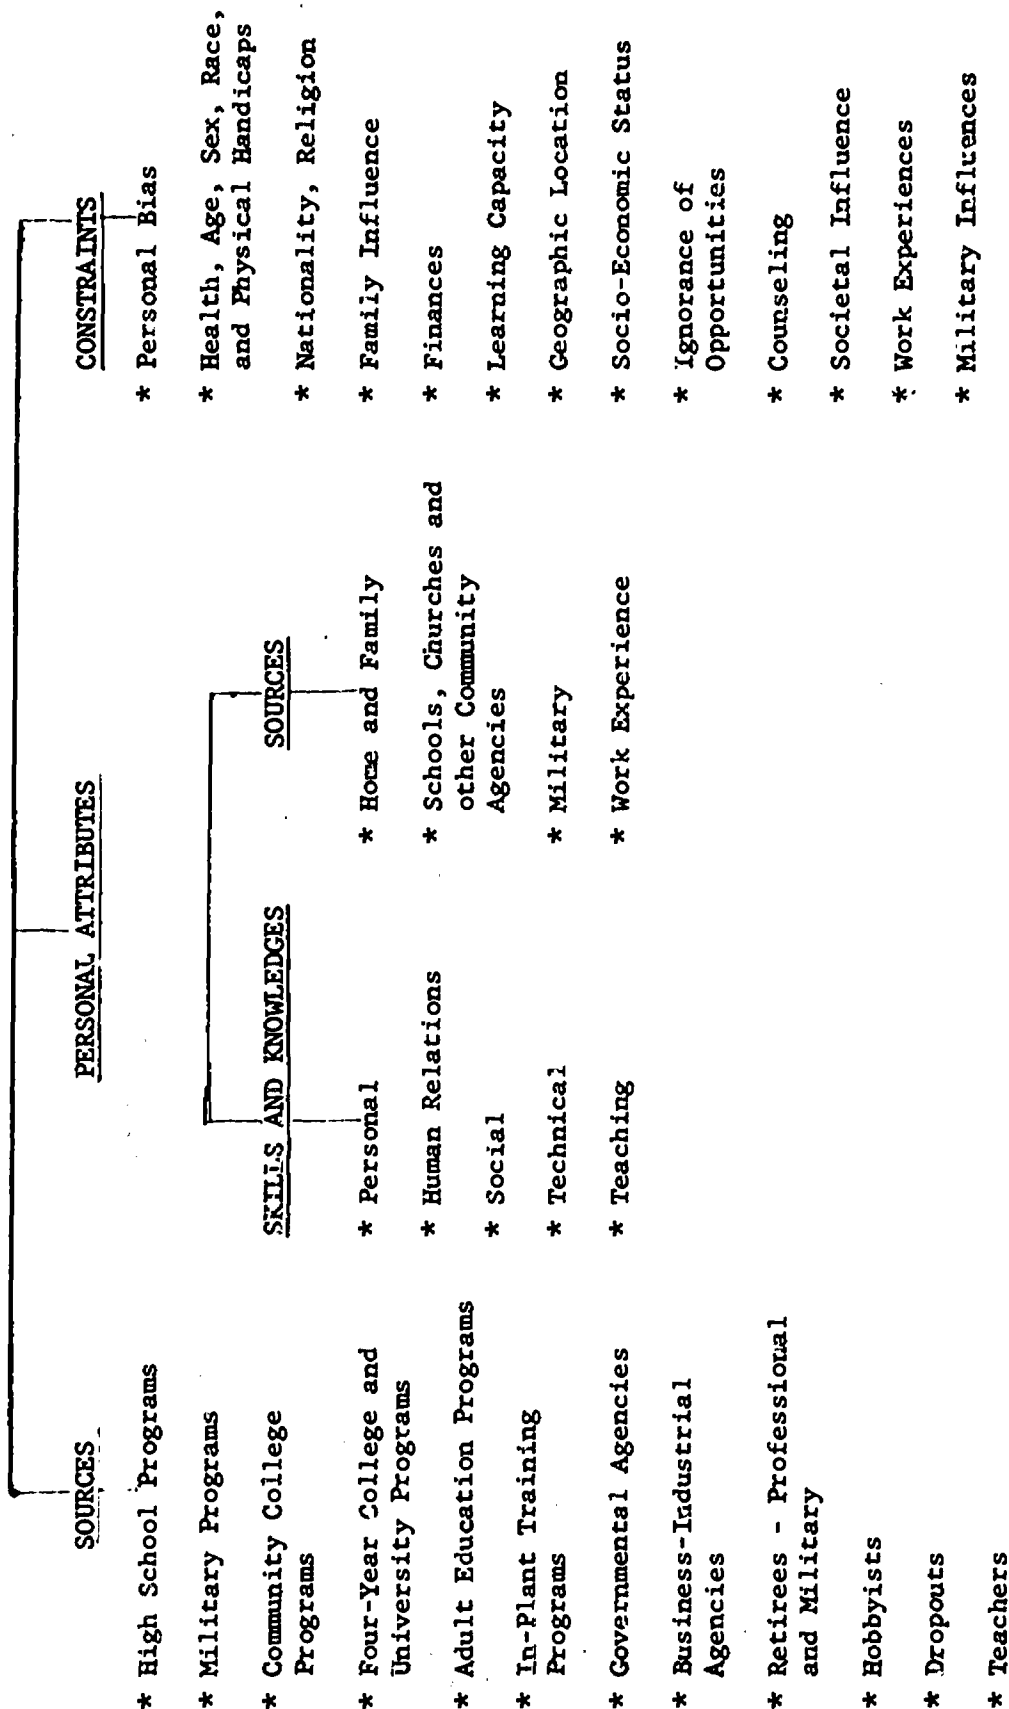 SOURCES
* High School Programs
* Military Programs
* Community College
Programs
* Four-Year College and
University Programs
* Adult Education Programs
* In-Plant Training
Programs
* Governmental Agencies
* Business-Industrial
Agencies
* Retirees - Professional
and Military
* Hobbyists
* Dropouts
* Teachers
PERSONAL ATTRIBUTES
SKILLS AND KNOWLEDGES
* Personal
* Human Relations
* Social
* Technical
* Teaching
SOURCES
* Home and Family
* Schools, Churches and
other Community
Agencies
* Military
* Work Experience
CONSTRAINTS
* Personal Bias
* Health, Age, Sex, Race,
and Physical Handicaps
* Nationality, Religion
* Family Influence
* Finances
* Learning Capacity
* Geographic Location
* Socio-Economic Status
* Ignorance of
Opportunities
* Counseling
* Societal Influence
* Work Experiences
* Military Influences